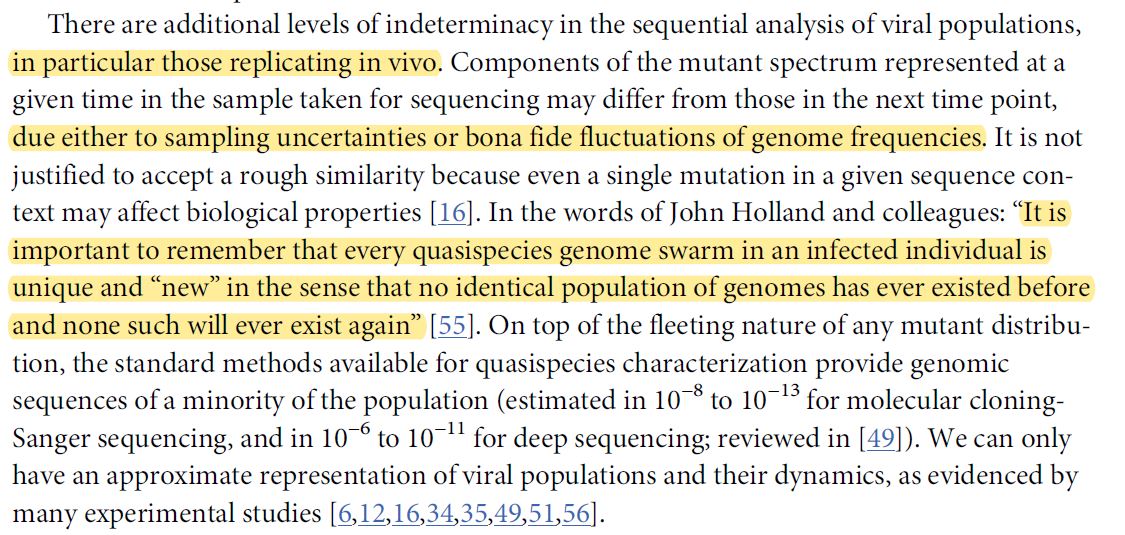 There are additional levels of indeterminacy in the sequential analysis of viral populations,
in particular those replicating in vivo. Components of the mutant spectrum represented at a
given time in the sample taken for sequencing may differ from those in the next time point,
due either to sampling uncertainties or bona fide fluctuations of genome frequencies. It is not
justified to accept a rough similarity because even a single mutation in a given sequence con-
text may affect biological properties [16]. In the words of John Holland and colleagues: “It is
important to remember that every quasispecies genome swarm in an infected individual is
unique and “new” in the sense that no identical population of genomes has ever existed before
and none such will ever exist again” [55]. On top of the fleeting nature of any mutant distribu-
tion, the standard methods available for quasispecies characterization provide genomic
sequences of a minority of the population (estimated in 10⁻⁸ to 10⁻¹³ for molecular cloning-
Sanger sequencing, and in 10⁻⁶ to 10⁻¹¹ for deep sequencing; reviewed in [49]). We can only
have an approximate representation of viral populations and their dynamics, as evidenced by
many experimental studies [6,12,16,34,35,49,51,56].